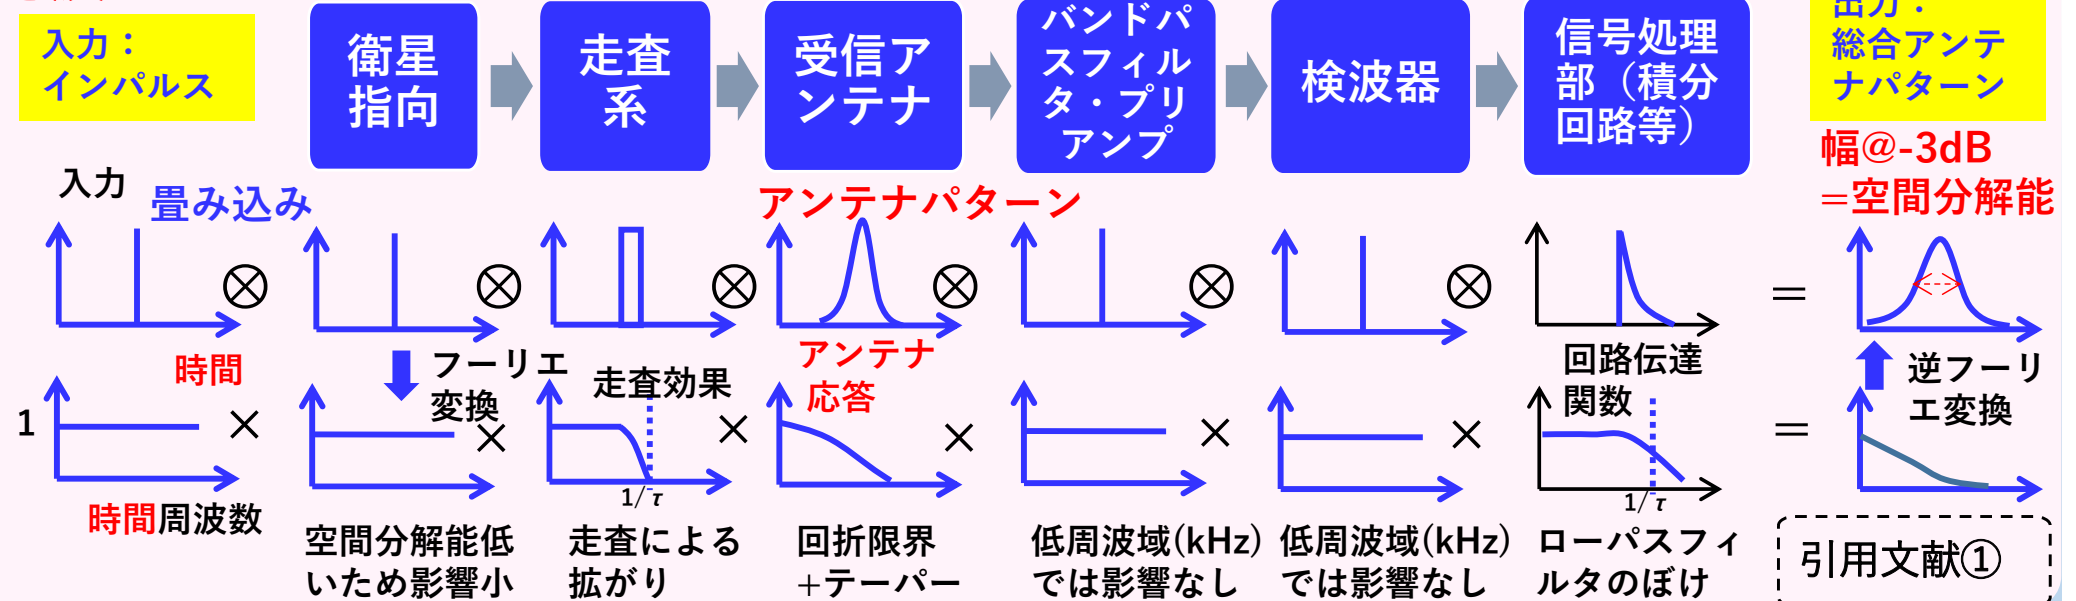 入力：
インパルス
衛星
指向
走査
系
受信ア
ンテナ
バンドパ
スフィル
タ・プリ
アンプ
検波器
信号処理
部（積分
回路等）
出力：
総合アンテ
ナパターン
幅@-3dB
＝空間分解能
入力
畳み込み
アンテナパターン
⊗
⊗
⊗
⊗
⊗
⊗
＝
時間
フーリエ
変換
走査効果
アンテナ
応答
回路伝達
関数
逆フーリ
エ変換
1
×
×
×
×
×
×
＝
1/τ
1/τ
時間周波数
空間分解能低
いため影響小
走査による
拡がり
回折限界
+テーパー
低周波域(kHz)
では影響なし
低周波域(kHz)
では影響なし
ローパスフィ
ルタのぼけ
引用文献①